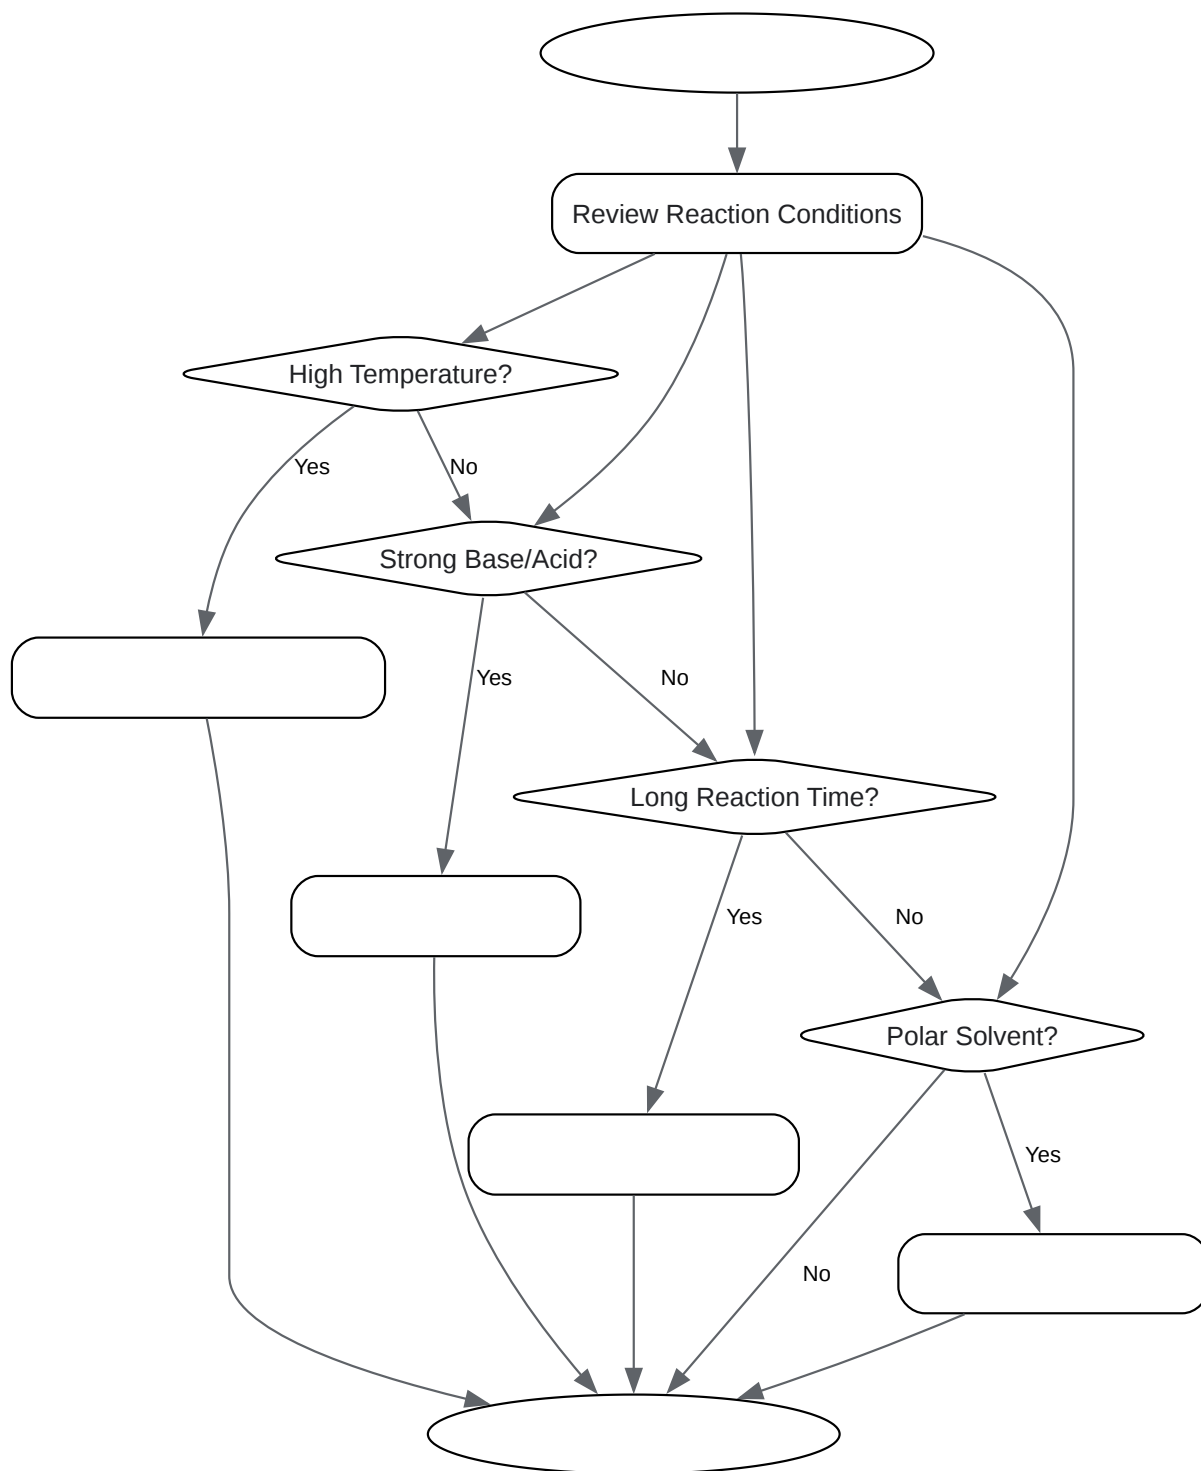 Review Reaction Conditions
High Temperature?
Yes
No
Strong Base/Acid?
Yes
No
Long Reaction Time?
Yes
No
Polar Solvent?
Yes
No